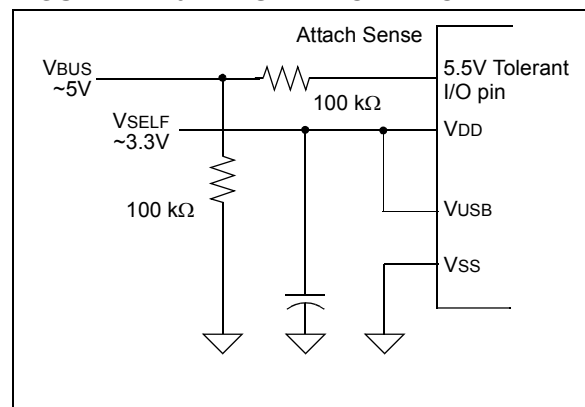 Attach Sense
VBUS
~5V
5.5V Tolerant
I/O pin
100 kΩ
VSELF
~3.3V
VDD
100 kΩ
VUSB
VSS